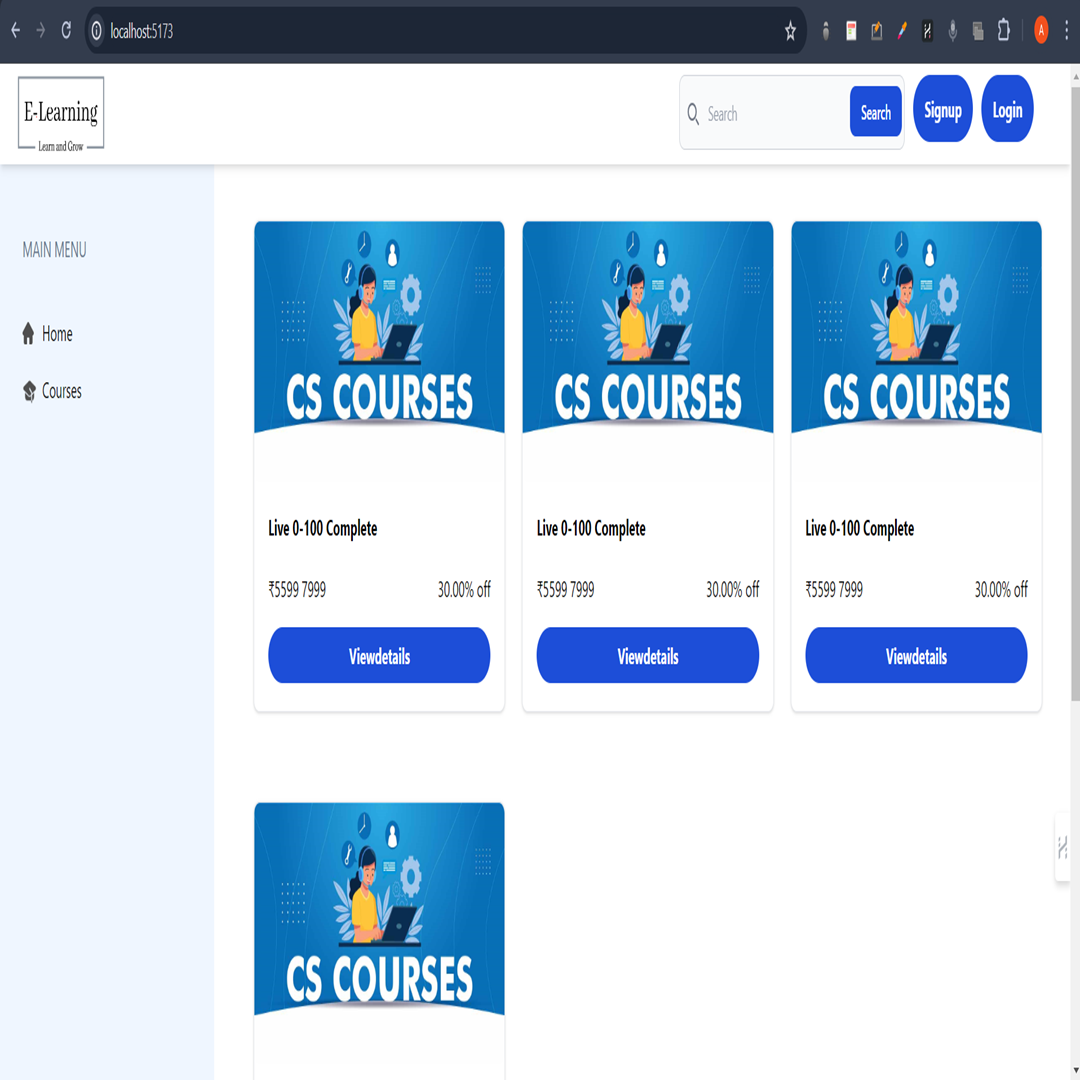 localhost:5173
A
E-Learning
Learn and Grow
Search
Search
Signup
Login
MAIN MENU
Home
Courses
CS COURSES
CS COURSES
CS COURSES
Live 0-100 Complete
Live 0-100 Complete
Live 0-100 Complete
₹5599 7999 30.00% off
₹5599 7999 30.00% off
₹5599 7999 30.00% off
Viewdetails
Viewdetails
Viewdetails
CS COURSES